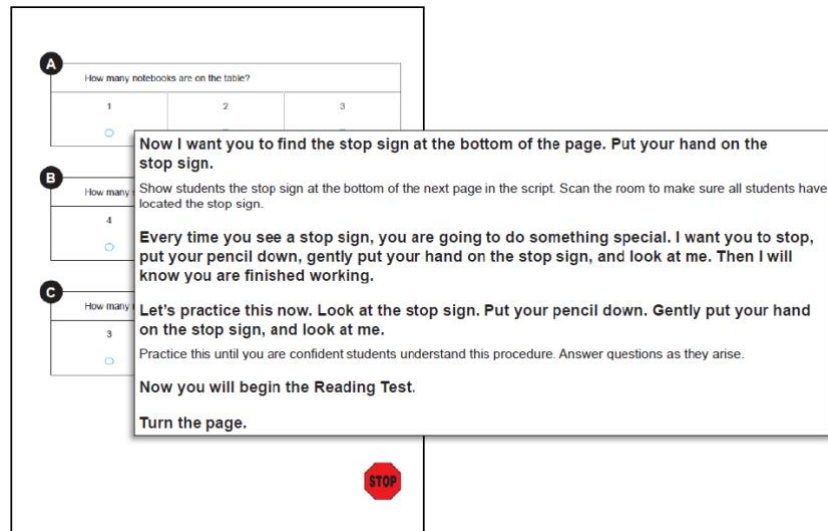 A
How many notebooks are on the table?
1 2 3
Now I want you to find the stop sign at the bottom of the page. Put your hand on the
stop sign.
B
How many
Show students the stop sign at the bottom of the next page in the script. Scan the room to make sure all students have
located the stop sign.
4
Every time you see a stop sign, you are going to do something special. I want you to stop,
put your pencil down, gently put your hand on the stop sign, and look at me. Then I will
know you are finished working.
C
How many
Let's practice this now. Look at the stop sign. Put your pencil down. Gently put your hand
on the stop sign, and look at me.
3
Practice this until you are confident students understand this procedure. Answer questions as they arise.
Now you will begin the Reading Test.
Turn the page.
STOP